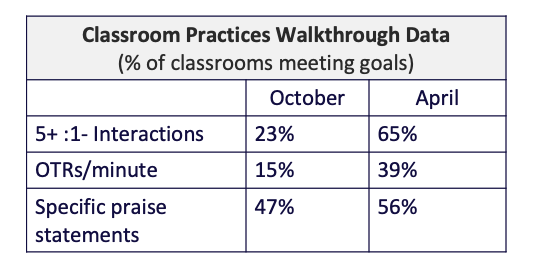 Classroom Practices Walkthrough Data
(% of classrooms meeting goals)
October April
5+ :1- Interactions 23% 65%
OTRs/minute 15% 39%
Specific praise 47% 56%
statements